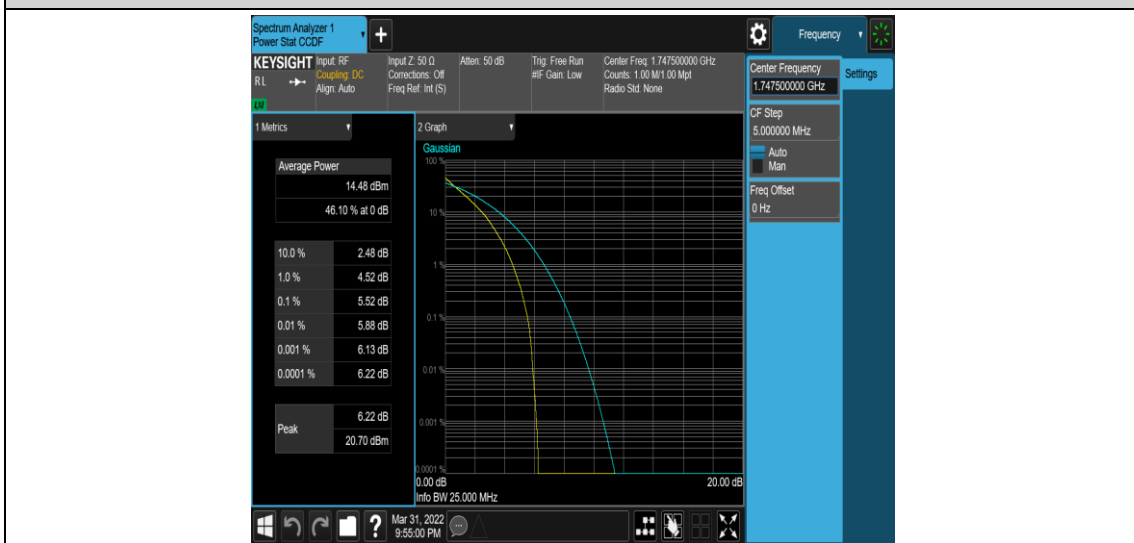 Spectrum Analyzer 1
Power Stat CCDF
+
Frequency
KEYSIGHT
RL
LXI
Input: RF
Coupling: DC
Align: Auto
Input Z: 50 Ω
Corrections: Off
Freq Ref: Int (S)
Atten: 50 dB
Trig: Free Run
#IF Gain: Low
Center Freq: 1.747500000 GHz
Counts: 1.00 M/1.00 Mpt
Radio Std: None
Center Frequency
1.747500000 GHz
Settings
CF Step
5.000000 MHz
Auto
Man
Freq Offset
0 Hz
1 Metrics
Average Power
14.48 dBm
46.10 % at 0 dB
10.0 % 2.48 dB
1.0 % 4.52 dB
0.1 % 5.52 dB
0.01 % 5.88 dB
0.001 % 6.13 dB
0.0001 % 6.22 dB
Peak 6.22 dB
20.70 dBm
2 Graph
Gaussian
100 %
10 %
1 %
0.1 %
0.01 %
0.001 %
0.0001 %
0.00 dB 20.00 dB
Info BW 25.000 MHz
?
Mar 31, 2022
9:55:00 PM